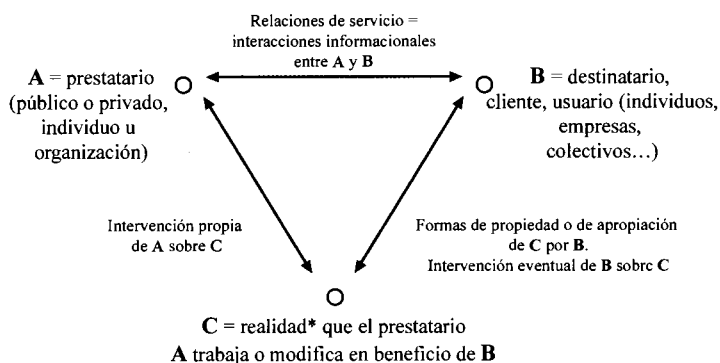 Relaciones de servicio =
interacciones informacionales
entre A y B
A = prestatario
(público o privado,
individuo u
organización)
B = destinatario,
cliente, usuario (individuos,
empresas,
colectivos...)
Intervención propia
de A sobre C
Formas de propiedad o de apropiación
de C por B.
Intervención eventual de B sobre C
C = realidad* que el prestatario
A trabaja o modifica en beneficio de B